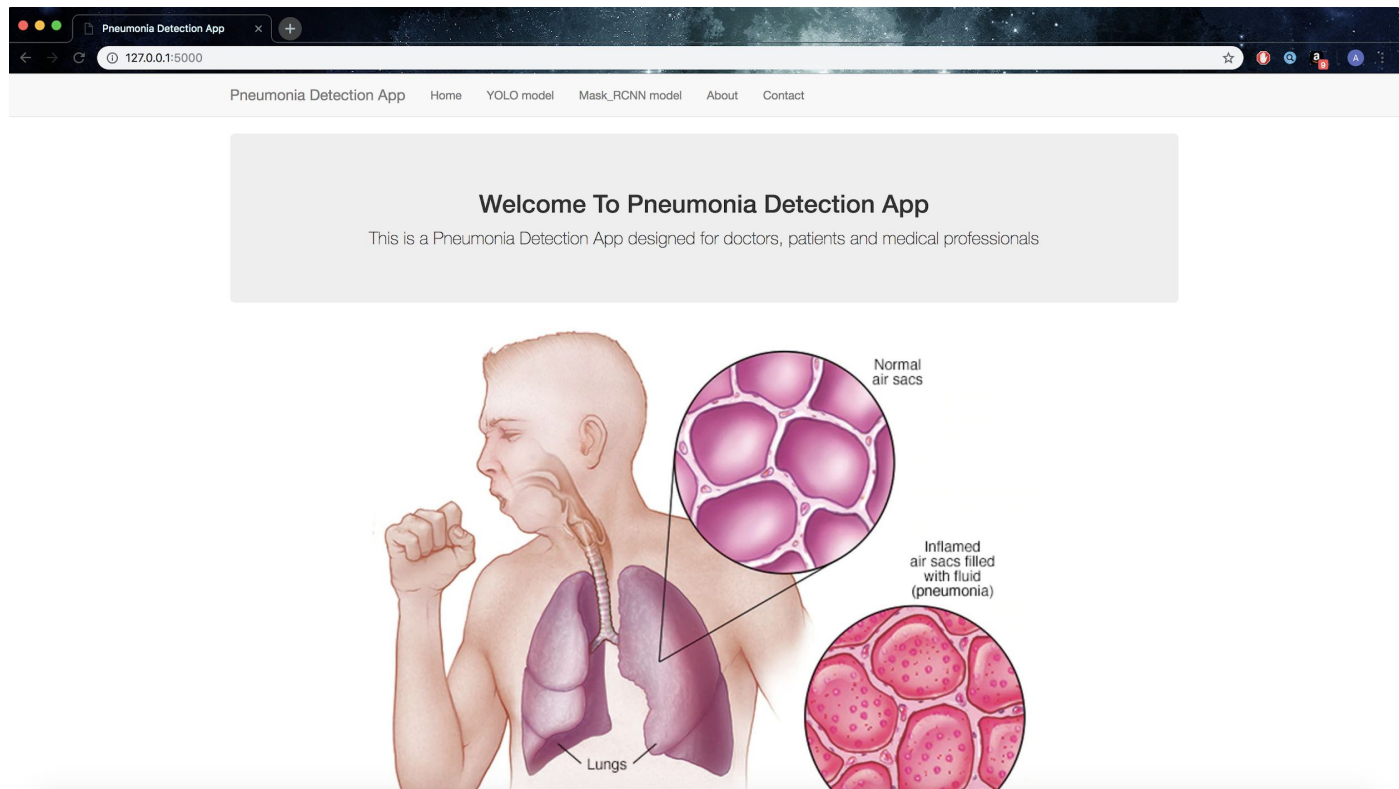 Pneumonia Detection App
127.0.0.1:5000
a
9
A
Pneumonia Detection App Home YOLO model Mask_RCNN model About Contact
Welcome To Pneumonia Detection App
This is a Pneumonia Detection App designed for doctors, patients and medical professionals
Normal
air sacs
Inflamed
air sacs filled
with fluid
(pneumonia)
Lungs